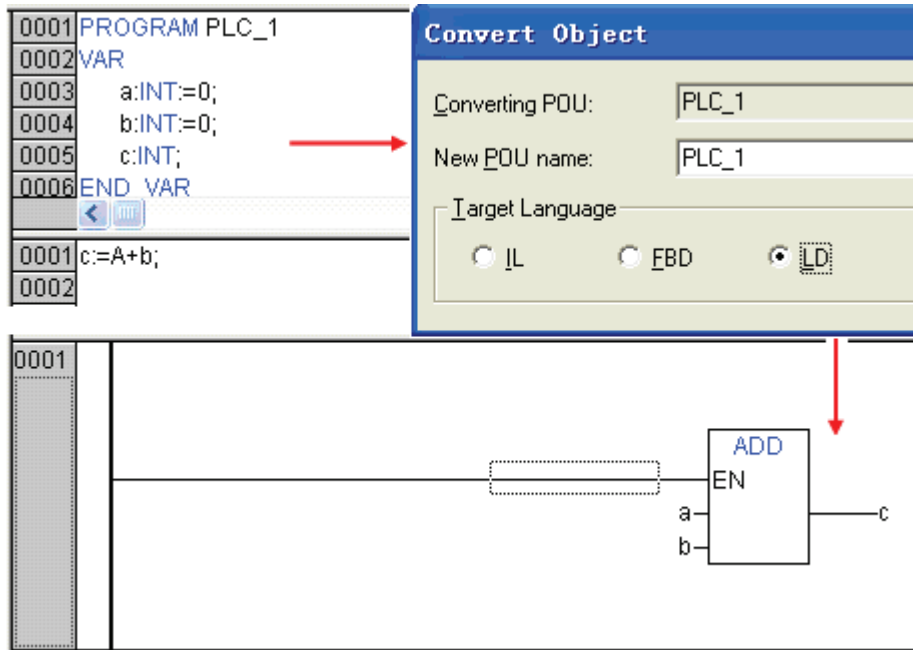 0001 PROGRAM PLC_1
0002 VAR
0003 a:INT:=0;
0004 b:INT:=0;
0005 c:INT;
0006 END_VAR
0001 c:=A+b;
0002
Convert Object
Converting POU: PLC_1
New POU name: PLC_1
Target Language
IL FBD LD
0001
ADD
EN
a
c
b